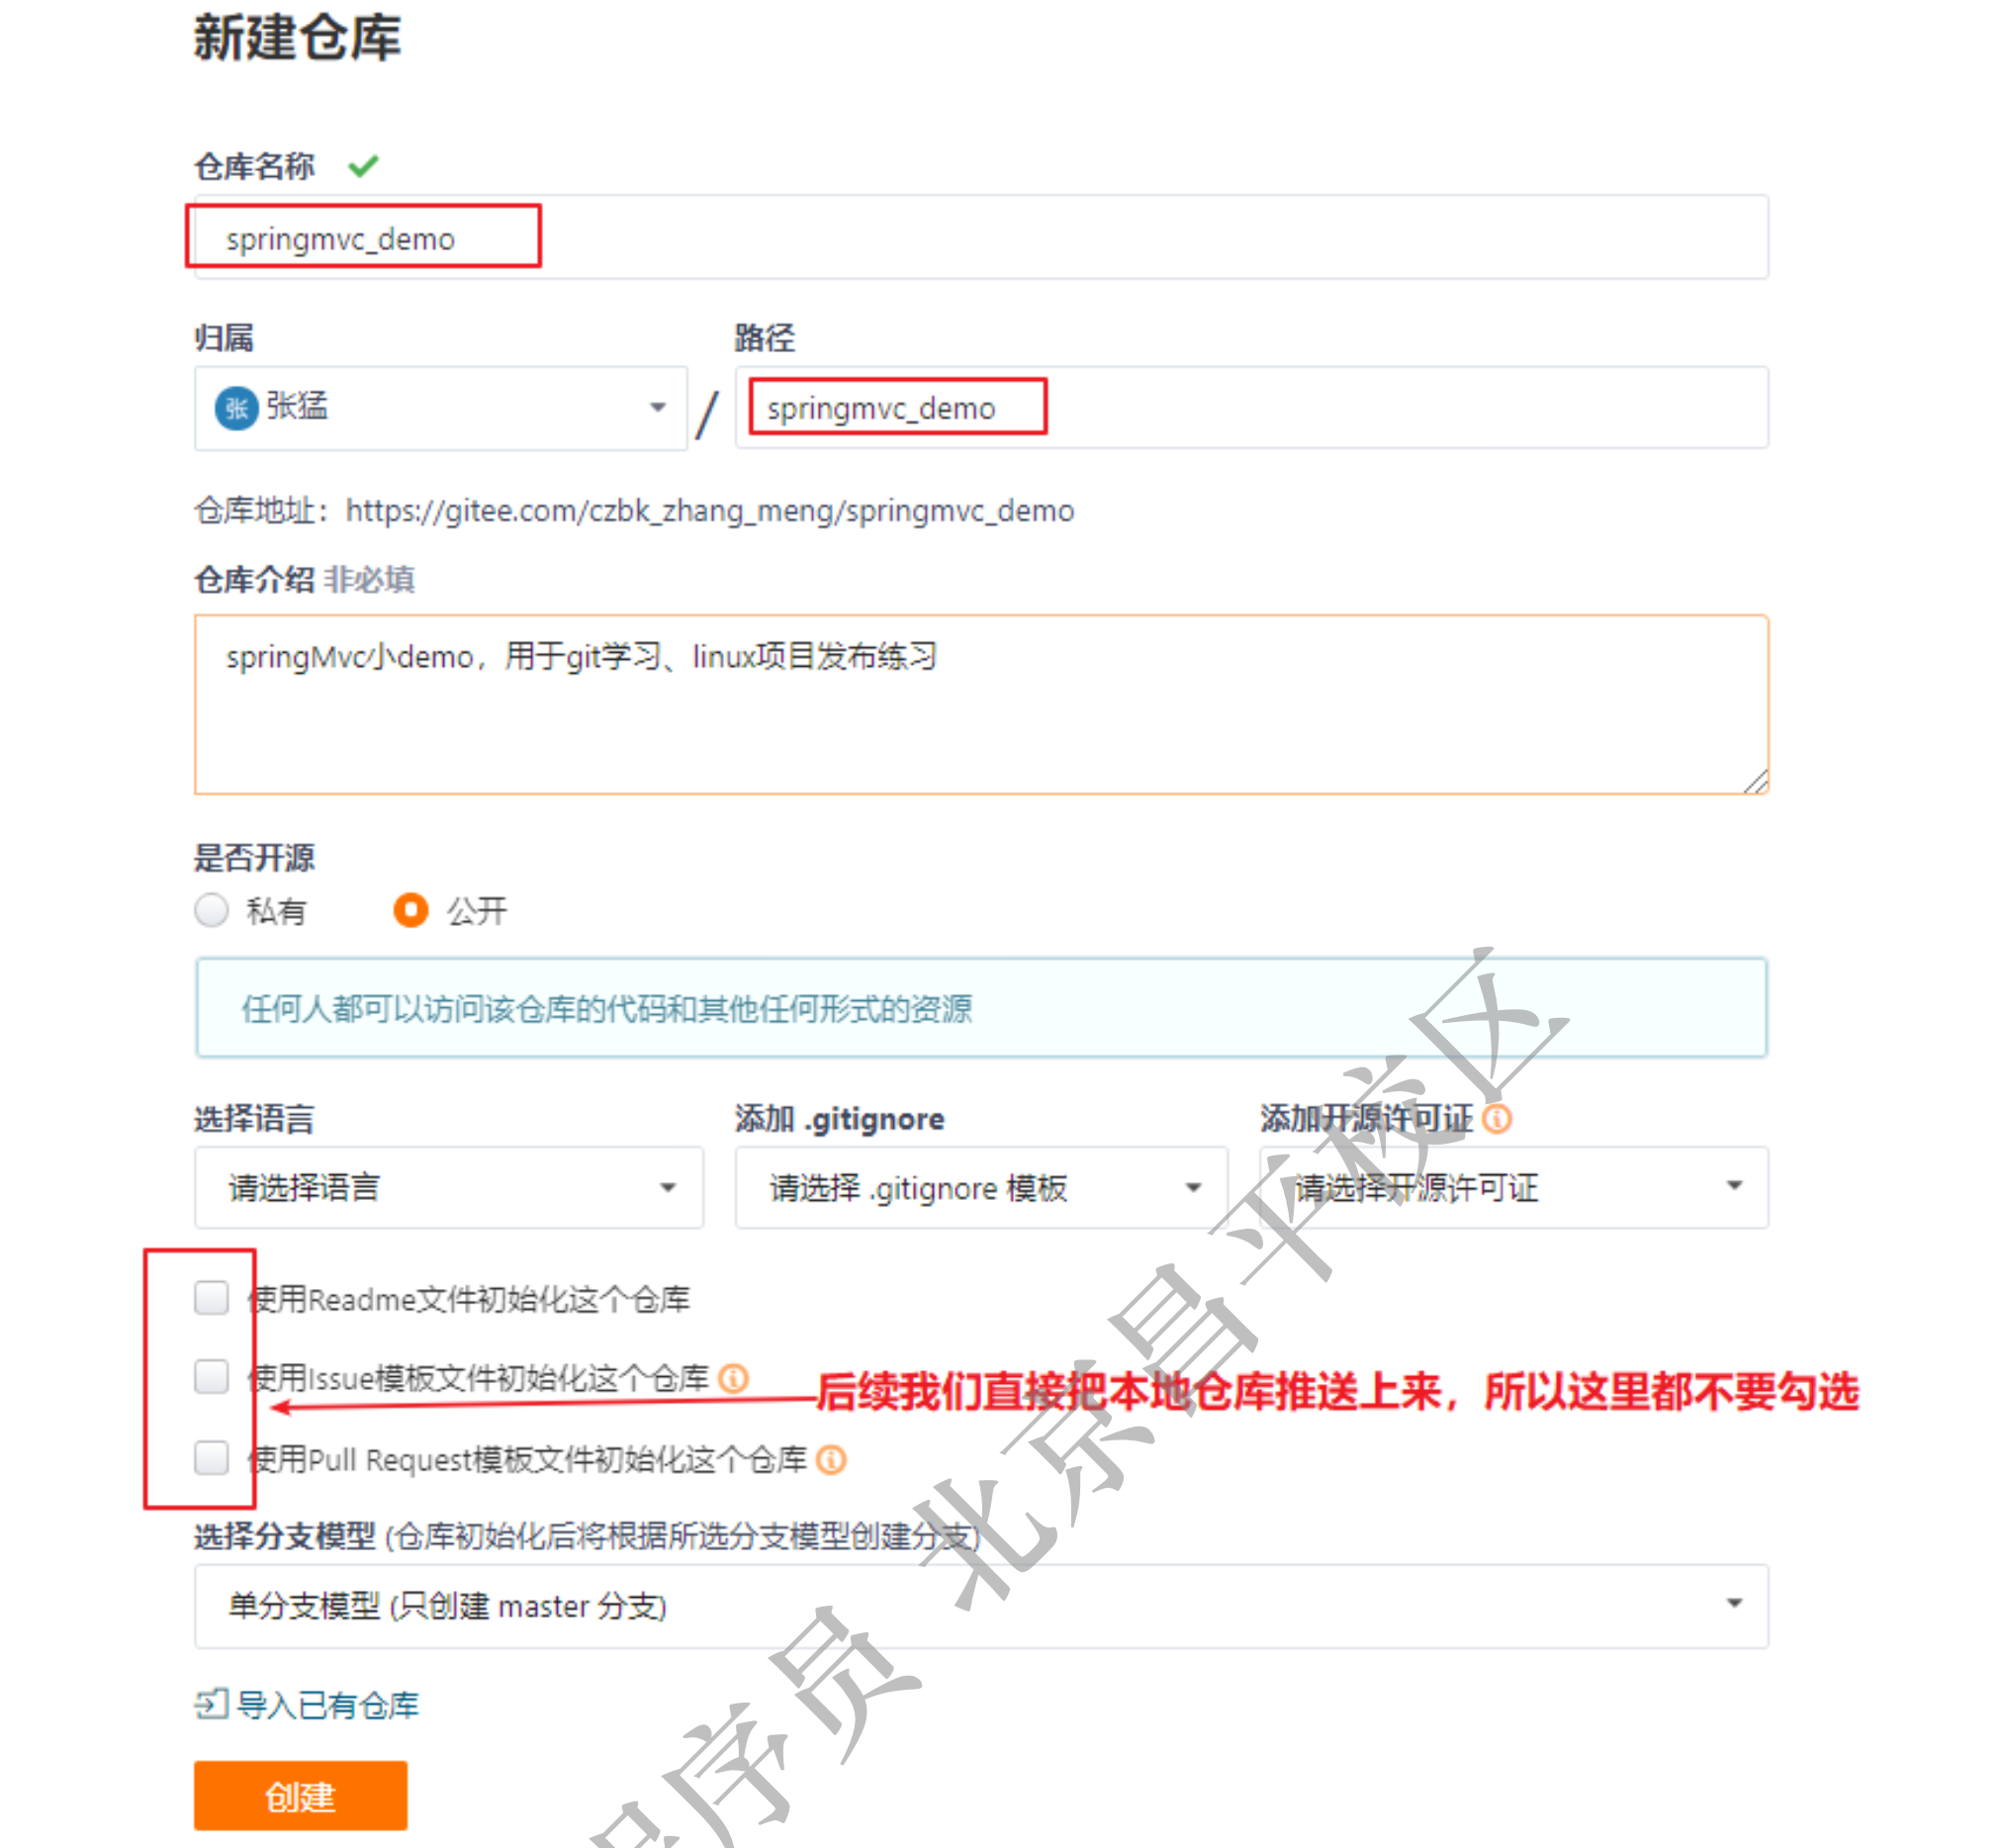 新建仓库
仓库名称
springmvc_demo
归属
路径
张 张猛 / springmvc_demo
仓库地址：https://gitee.com/czbk_zhang_meng/springmvc_demo
仓库介绍 非必填
springMvc小demo，用于git学习、linux项目发布练习
是否开源
私有 公开
任何人都可以访问该仓库的代码和其他任何形式的资源
选择语言 添加 .gitignore 添加开源许可证
请选择语言 请选择 .gitignore 模板 请选择开源许可证
使用Readme文件初始化这个仓库
使用Issue模板文件初始化这个仓库
后续我们直接把本地仓库推送上来，所以这里都不要勾选
使用Pull Request模板文件初始化这个仓库
选择分支模型 (仓库初始化后将根据所选分支模型创建分支)
单分支模型 (只创建 master 分支)
导入已有仓库
创建
程序员 北京昌平校区